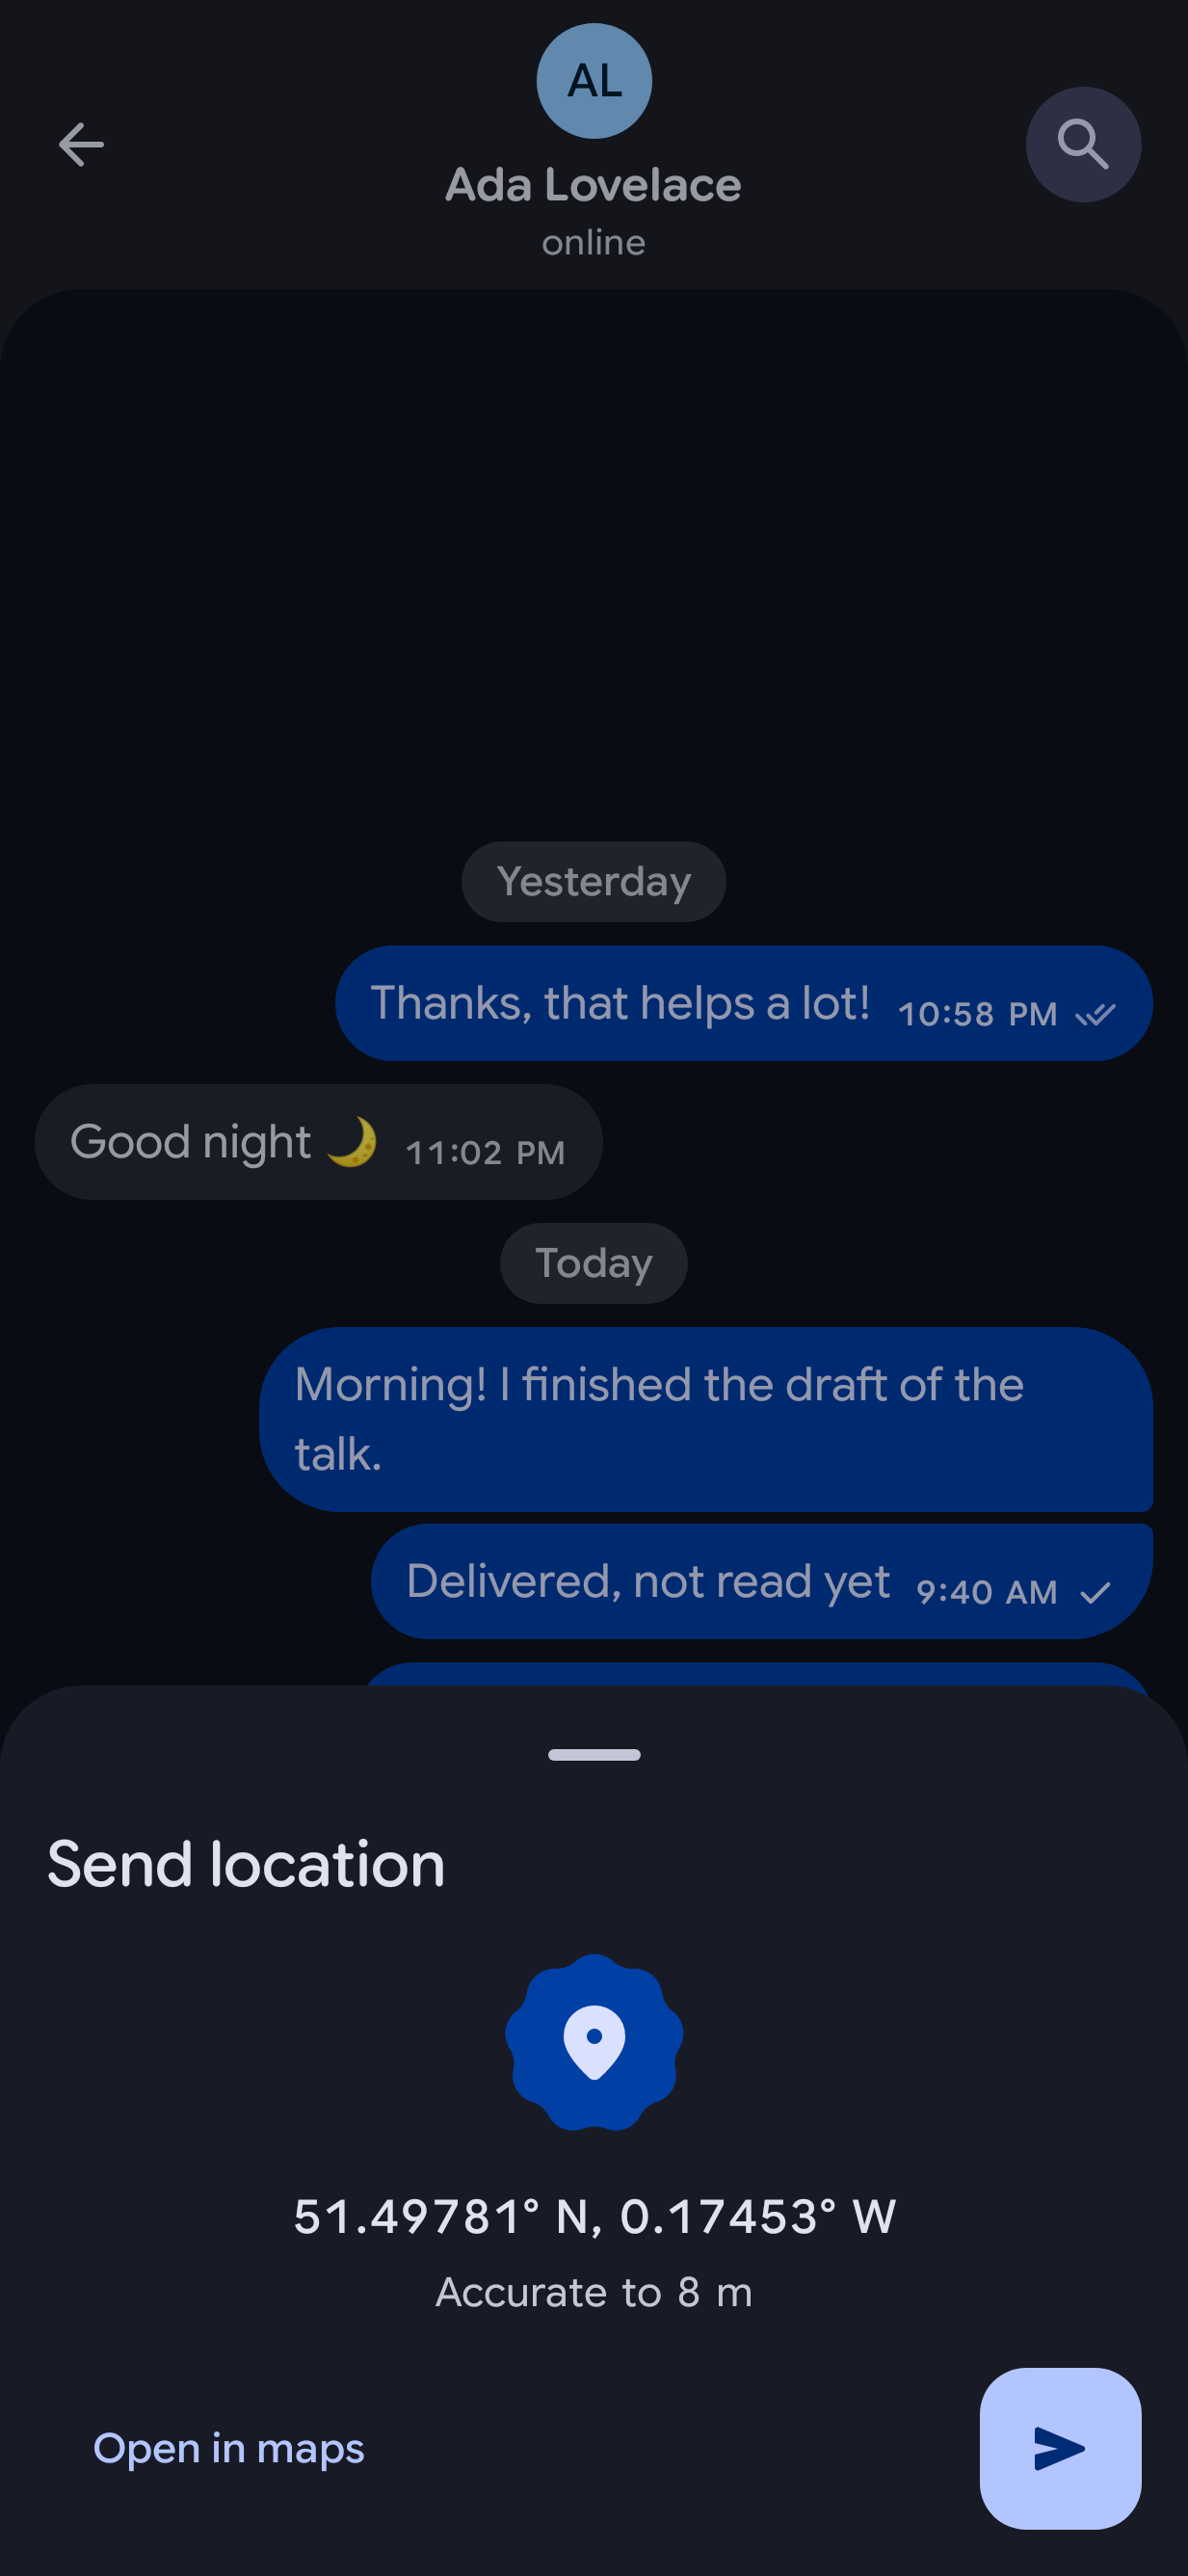 AL
Ada Lovelace
online
Yesterday
Thanks, that helps a lot! 10:58 PM
Good night 🌙 11:02 PM
Today
Morning! I finished the draft of the
talk.
Delivered, not read yet 9:40 AM
Send location
51.49781° N, 0.17453° W
Accurate to 8 m
Open in maps